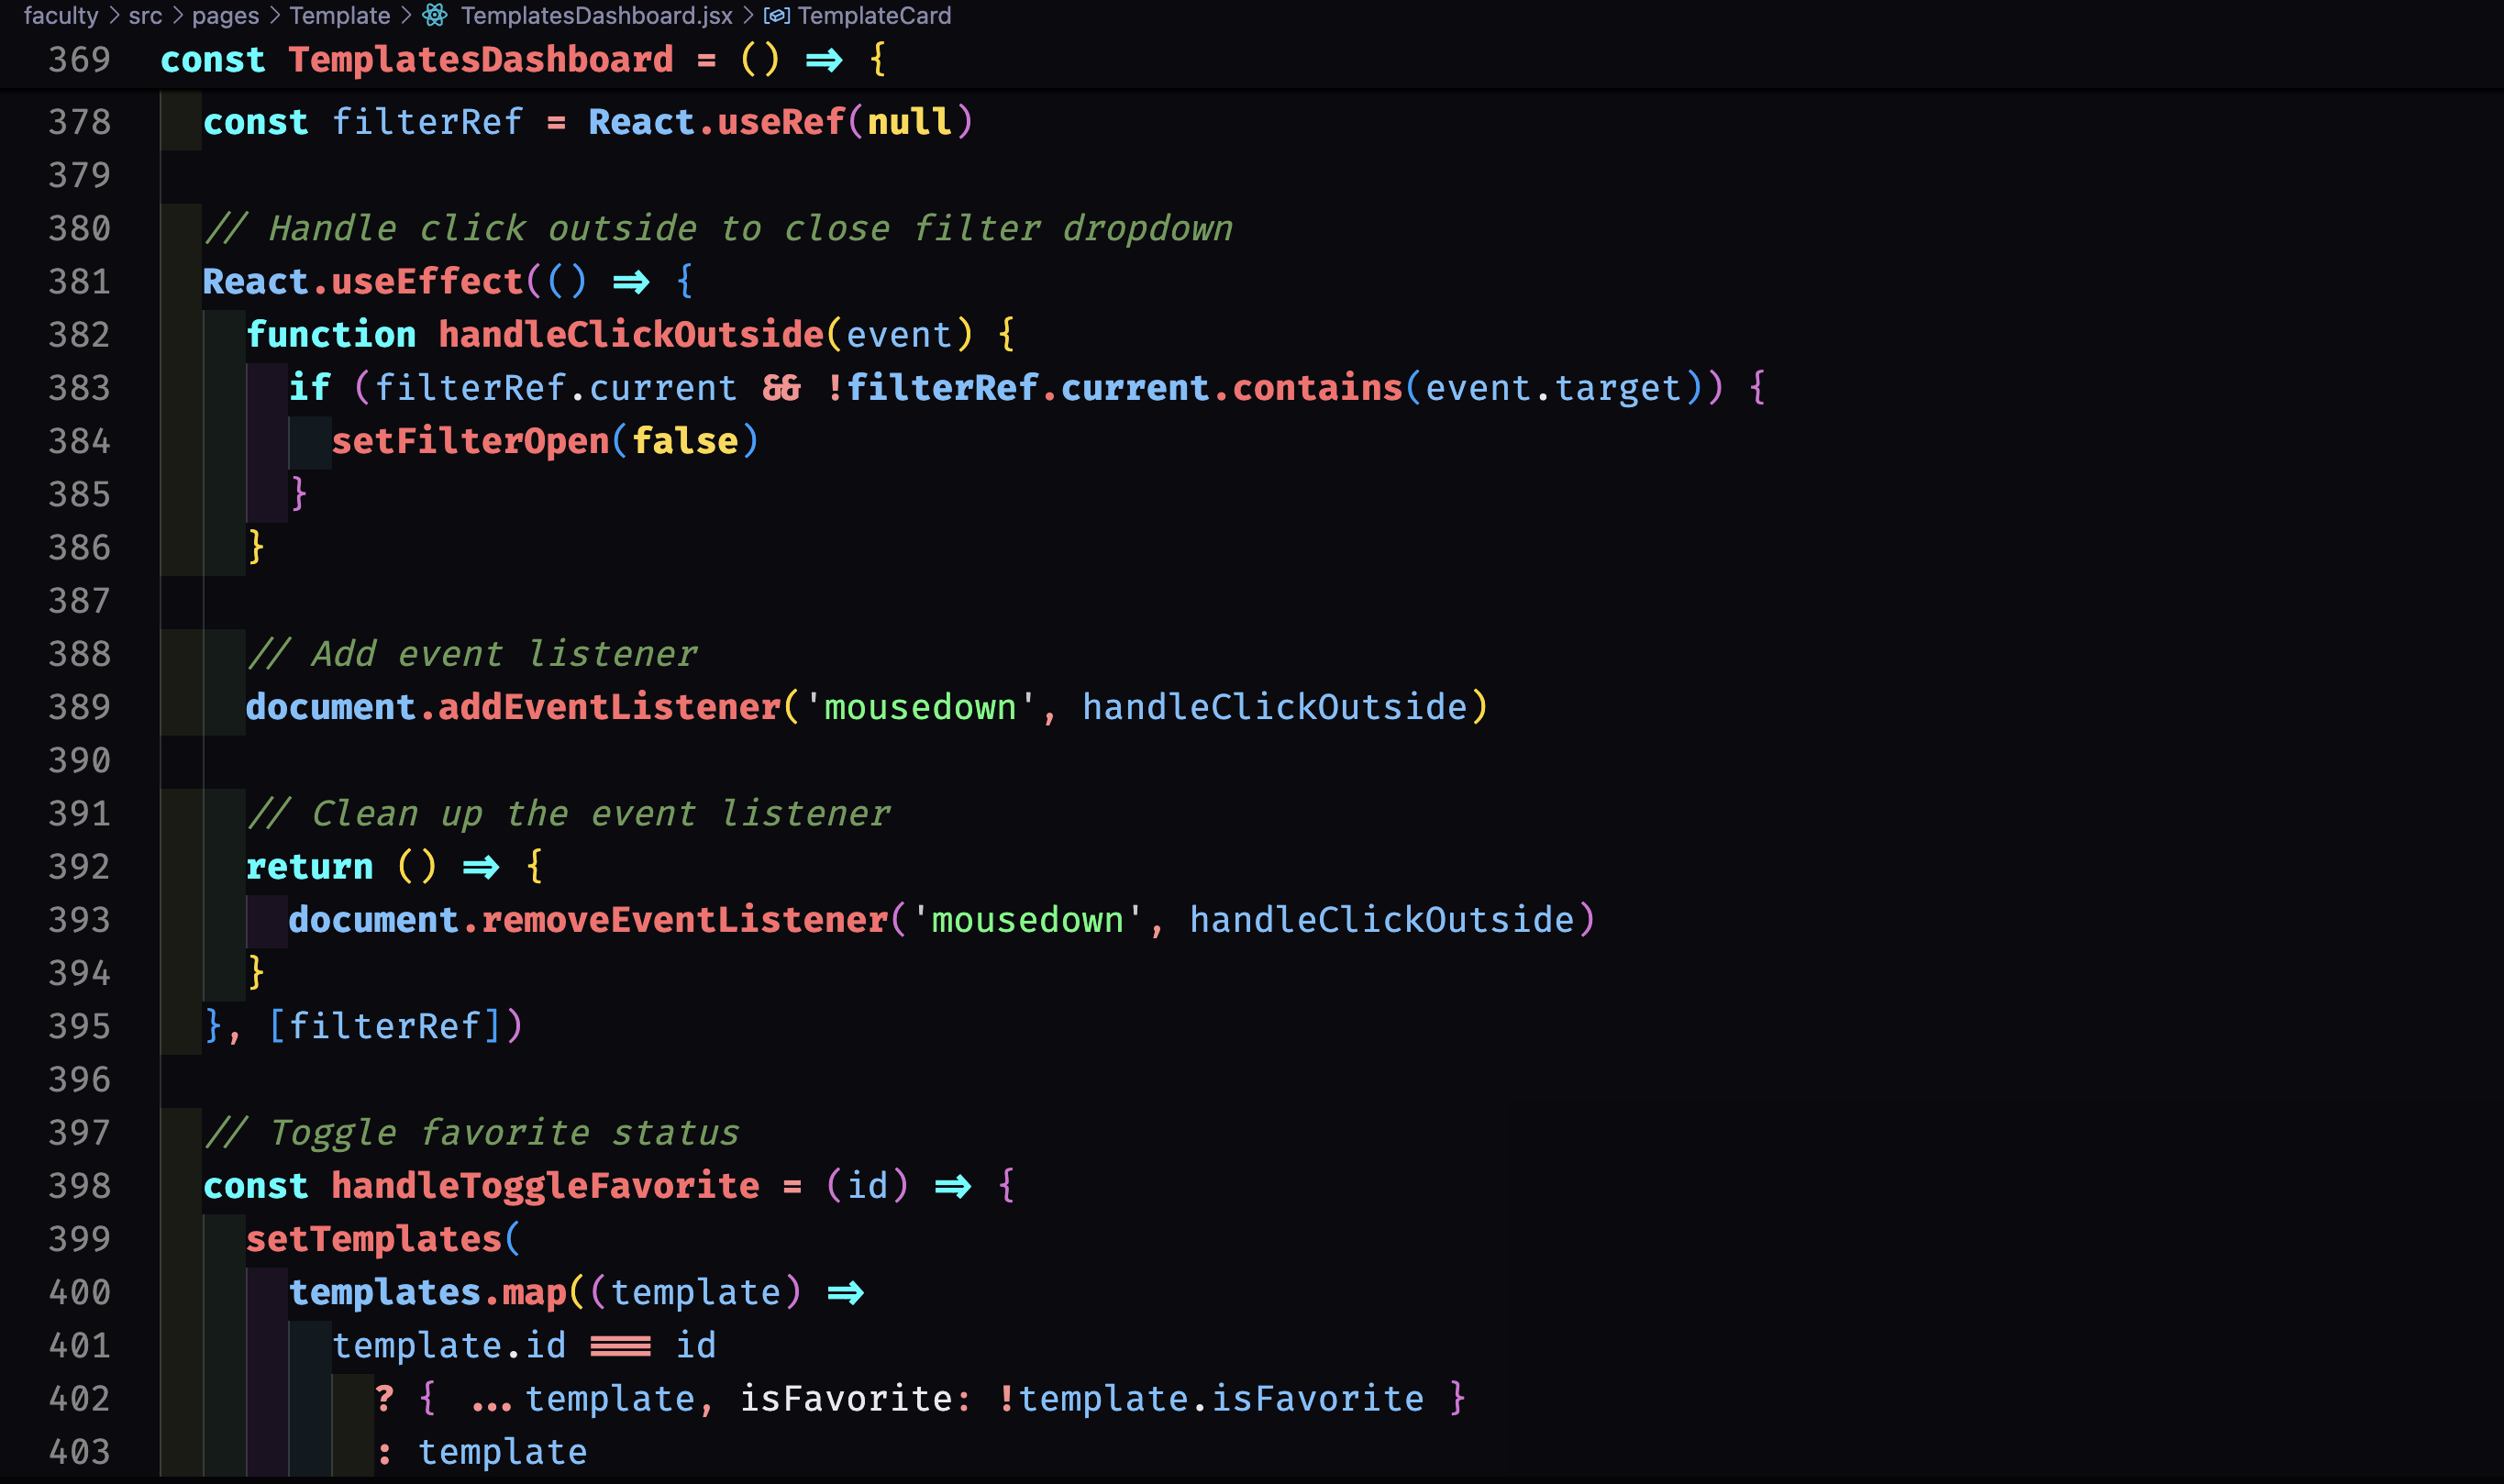 faculty > src > pages > Template > TemplatesDashboard.jsx > TemplateCard
369 const TemplatesDashboard = () => {
378 const filterRef = React.useRef(null)
379
380 // Handle click outside to close filter dropdown
381 React.useEffect(() => {
382 function handleClickOutside(event) {
383 if (filterRef.current && !filterRef.current.contains(event.target)) {
384 setFilterOpen(false)
385 }
386 }
387
388 // Add event listener
389 document.addEventListener('mousedown', handleClickOutside)
390
391 // Clean up the event listener
392 return () => {
393 document.removeEventListener('mousedown', handleClickOutside)
394 }
395 }, [filterRef])
396
397 // Toggle favorite status
398 const handleToggleFavorite = (id) => {
399 setTemplates(
400 templates.map((template) =>
401 template.id === id
402 ? { ...template, isFavorite: !template.isFavorite }
403 : template